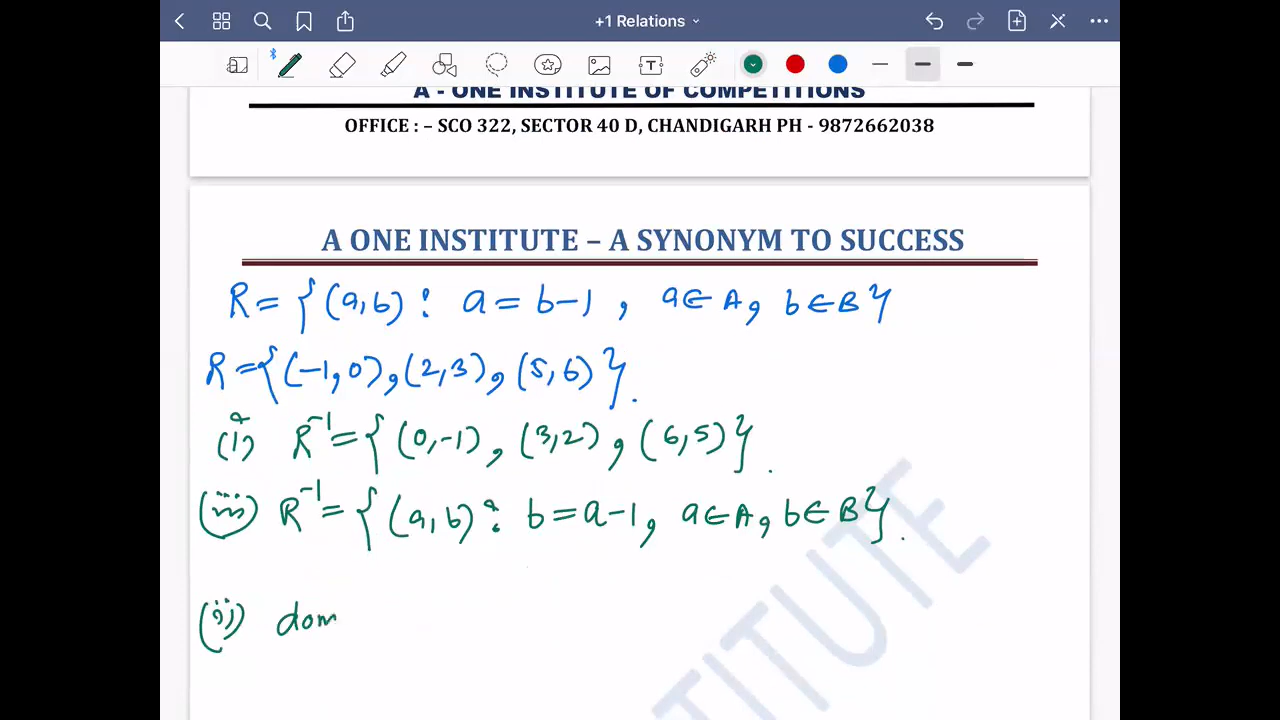 +1 Relations
A - ONE INSTITUTE OF COMPETITIONS
OFFICE : – SCO 322, SECTOR 40 D, CHANDIGARH PH - 9872662038
A ONE INSTITUTE – A SYNONYM TO SUCCESS
R = {(a,b) : a = b-1 , a∈A, b∈B}
R = {(-1,0), (2,3), (5,6)}.
(i) R⁻¹ = {(0,-1), (3,2), (6,5)}.
(iii) R⁻¹ = {(a,b) : b = a-1, a∈A, b∈B}.
(ii) dom
TITUTE